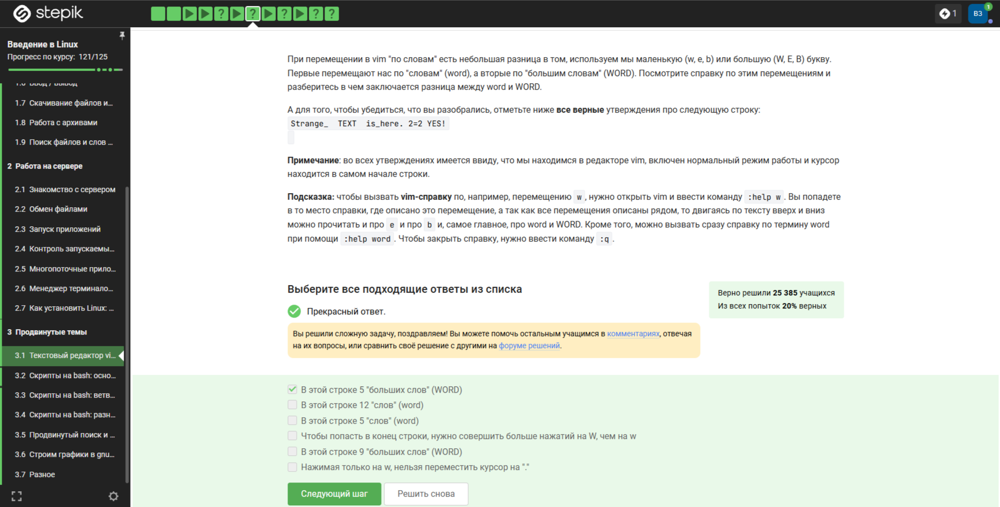 stepik
?
?
?
?
?
1
ВЗ
1
Введение в Linux
Прогресс по курсу: 121/125
1.6 Ввод / Вывод
1.7 Скачивание файлов и...
1.8 Работа с архивами
1.9 Поиск файлов и слов ...
2 Работа на сервере
2.1 Знакомство с сервером
2.2 Обмен файлами
2.3 Запуск приложений
2.4 Контроль запускаемы...
2.5 Многопоточные прило...
2.6 Менеджер терминало...
2.7 Как установить Linux: ...
3 Продвинутые темы
3.1 Текстовый редактор vi...
3.2 Скрипты на bash: осно...
3.3 Скрипты на bash: ветв...
3.4 Скрипты на bash: разн...
3.5 Продвинутый поиск и ...
3.6 Строим графики в gnu...
3.7 Разное
При перемещении в vim "по словам" есть небольшая разница в том, используем мы маленькую (w, e, b) или большую (W, E, B) букву.
Первые перемещают нас по "словам" (word), а вторые по "большим словам" (WORD). Посмотрите справку по этим перемещениям и
разберитесь в чем заключается разница между word и WORD.
А для того, чтобы убедиться, что вы разобрались, отметьте ниже все верные утверждения про следующую строку:
Strange_  TEXT  is_here. 2=2 YES!
Примечание: во всех утверждениях имеется ввиду, что мы находимся в редакторе vim, включен нормальный режим работы и курсор
находится в самом начале строки.
Подсказка: чтобы вызвать vim-справку по, например, перемещению w, нужно открыть vim и ввести команду :help w. Вы попадете
в то место справки, где описано это перемещение, а так как все перемещения описаны рядом, то двигаясь по тексту вверх и вниз
можно прочитать и про e и про b и, самое главное, про word и WORD. Кроме того, можно вызвать сразу справку по термину word
при помощи :help word. Чтобы закрыть справку, нужно ввести команду :q.
Выберите все подходящие ответы из списка
Верно решили 25 385 учащихся
Из всех попыток 20% верных
Прекрасный ответ.
Вы решили сложную задачу, поздравляем! Вы можете помочь остальным учащимся в комментариях, отвечая
на их вопросы, или сравнить своё решение с другими на форуме решений.
В этой строке 5 "больших слов" (WORD)
В этой строке 12 "слов" (word)
В этой строке 5 "слов" (word)
Чтобы попасть в конец строки, нужно совершить больше нажатий на W, чем на w
В этой строке 9 "больших слов" (WORD)
Нажимая только на w, нельзя переместить курсор на "."
Следующий шаг
Решить снова